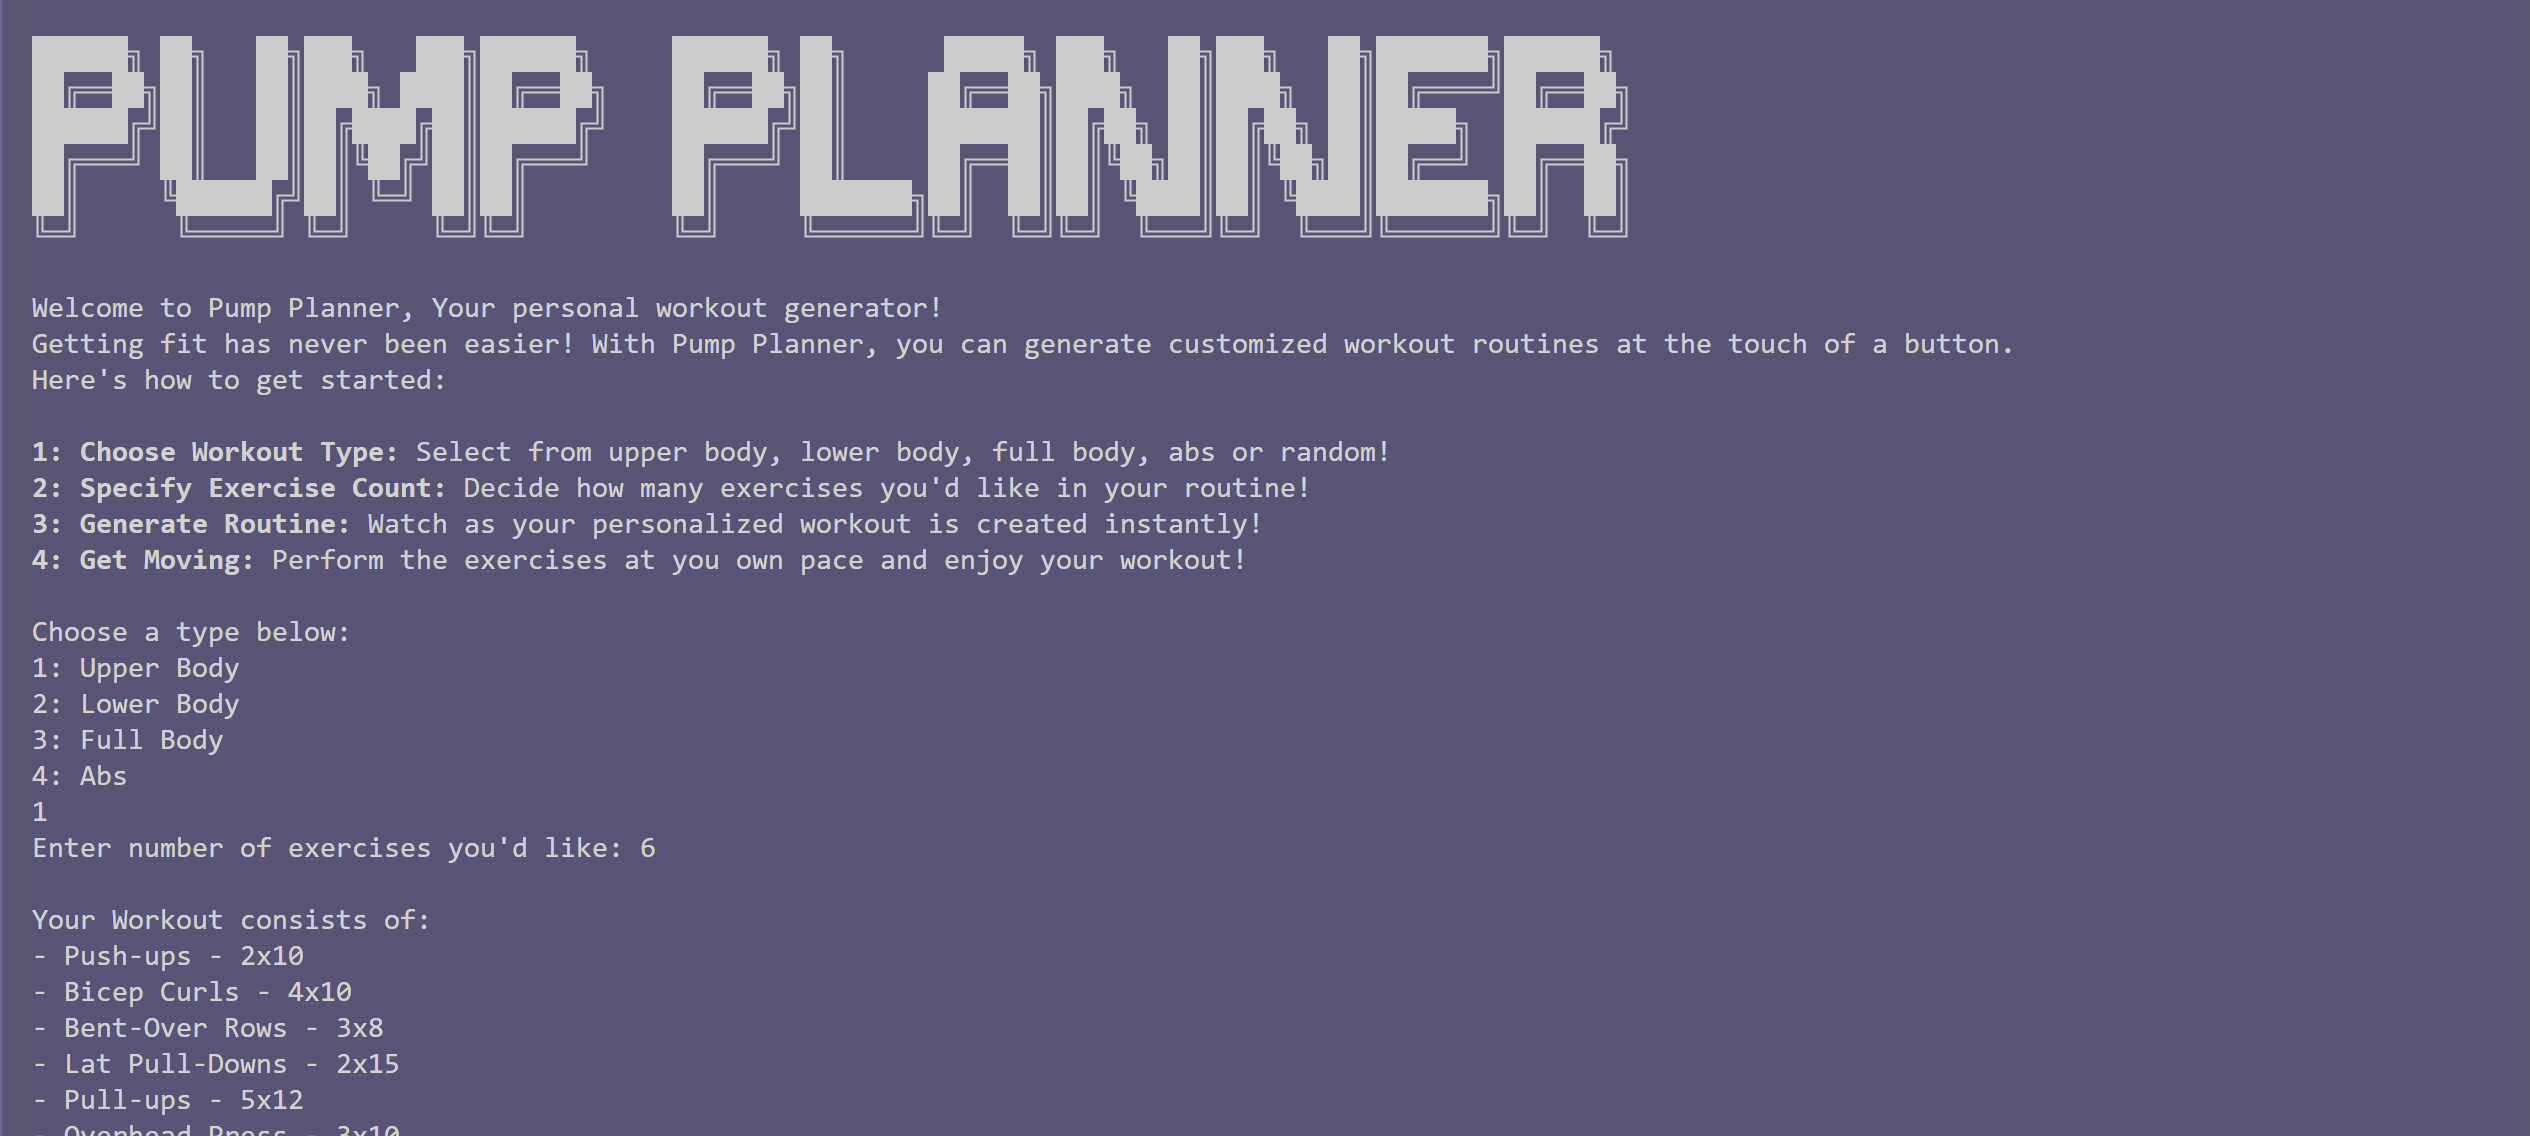 PUMP PLANNER
Welcome to Pump Planner, Your personal workout generator!
Getting fit has never been easier! With Pump Planner, you can generate customized workout routines at the touch of a button.
Here's how to get started:
1: Choose Workout Type: Select from upper body, lower body, full body, abs or random!
2: Specify Exercise Count: Decide how many exercises you'd like in your routine!
3: Generate Routine: Watch as your personalized workout is created instantly!
4: Get Moving: Perform the exercises at you own pace and enjoy your workout!
Choose a type below:
1: Upper Body
2: Lower Body
3: Full Body
4: Abs
1
Enter number of exercises you'd like: 6
Your Workout consists of:
- Push-ups - 2x10
- Bicep Curls - 4x10
- Bent-Over Rows - 3x8
- Lat Pull-Downs - 2x15
- Pull-ups - 5x12
- Overhead Press - 3x10